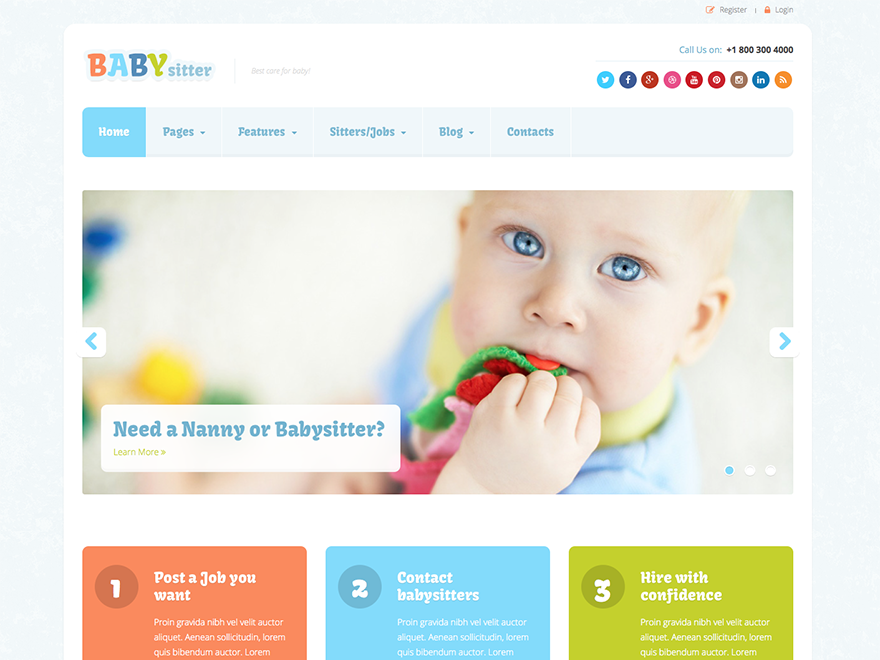 Register | Login
BABY sitter
Best care for baby!
Call Us on: +1 800 300 4000
Home Pages Features Sitters/Jobs Blog Contacts
Need a Nanny or Babysitter?
Learn More »
1
Post a Job you
want
Proin gravida nibh vel velit auctor
aliquet. Aenean sollicitudin, lorem
quis bibendum auctor. Lorem
2
Contact
babysitters
Proin gravida nibh vel velit auctor
aliquet. Aenean sollicitudin, lorem
quis bibendum auctor. Lorem
3
Hire with
confidence
Proin gravida nibh vel velit auctor
aliquet. Aenean sollicitudin, lorem
quis bibendum auctor. Lorem